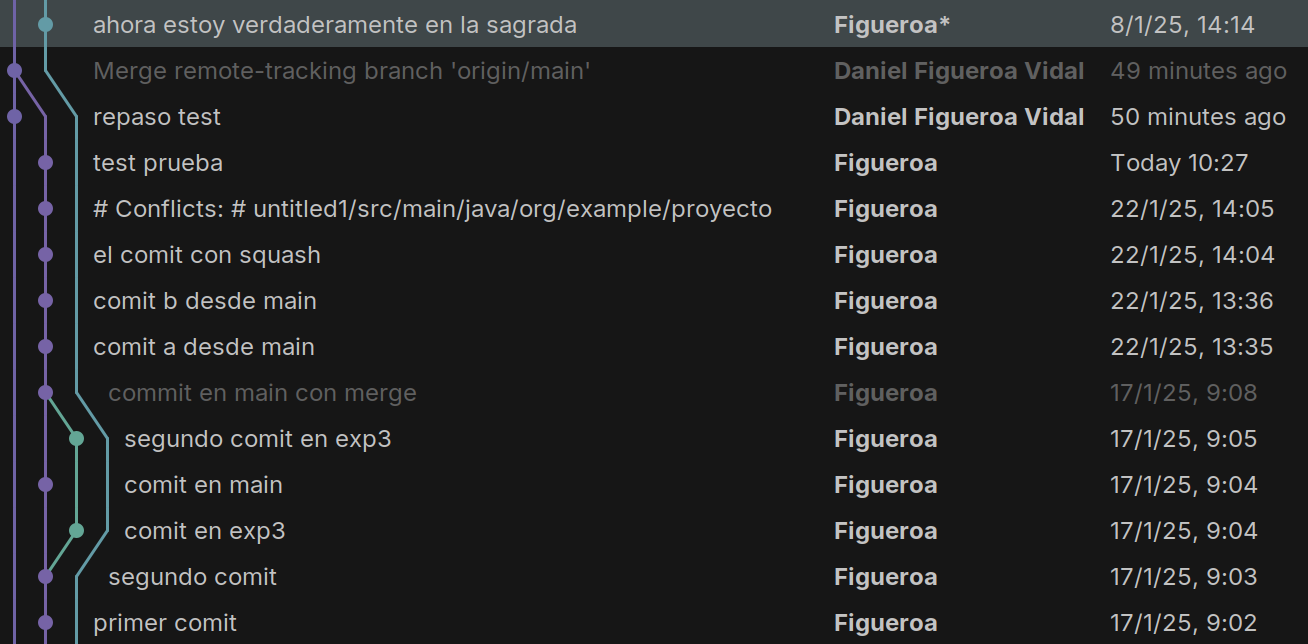 ahora estoy verdaderamente en la sagrada Figueroa* 8/1/25, 14:14
Merge remote-tracking branch 'origin/main' Daniel Figueroa Vidal 49 minutes ago
repaso test Daniel Figueroa Vidal 50 minutes ago
test prueba Figueroa Today 10:27
# Conflicts: # untitled1/src/main/java/org/example/proyecto Figueroa 22/1/25, 14:05
el comit con squash Figueroa 22/1/25, 14:04
comit b desde main Figueroa 22/1/25, 13:36
comit a desde main Figueroa 22/1/25, 13:35
commit en main con merge Figueroa 17/1/25, 9:08
segundo comit en exp3 Figueroa 17/1/25, 9:05
comit en main Figueroa 17/1/25, 9:04
comit en exp3 Figueroa 17/1/25, 9:04
segundo comit Figueroa 17/1/25, 9:03
primer comit Figueroa 17/1/25, 9:02